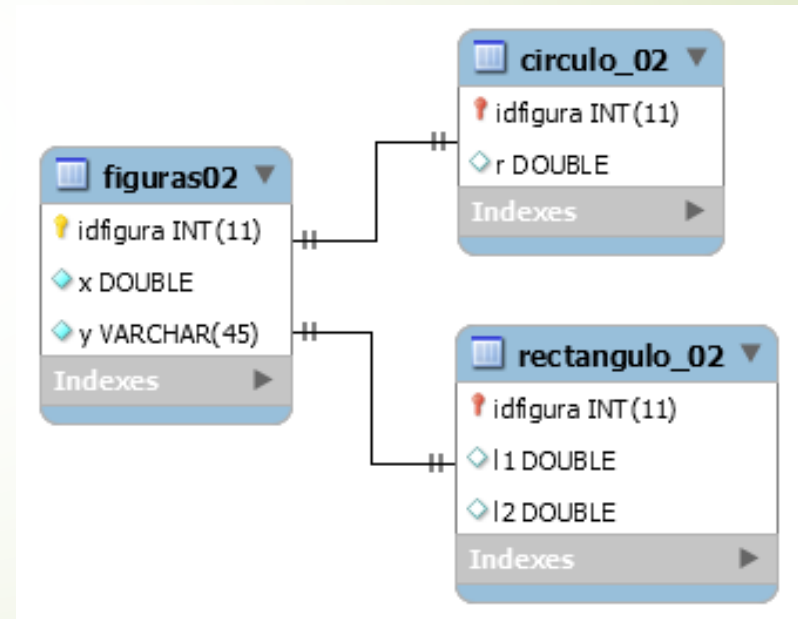 figuras02
idfigura INT(11)
x DOUBLE
y VARCHAR(45)
Indexes
circulo_02
idfigura INT(11)
r DOUBLE
Indexes
rectangulo_02
idfigura INT(11)
l1 DOUBLE
l2 DOUBLE
Indexes